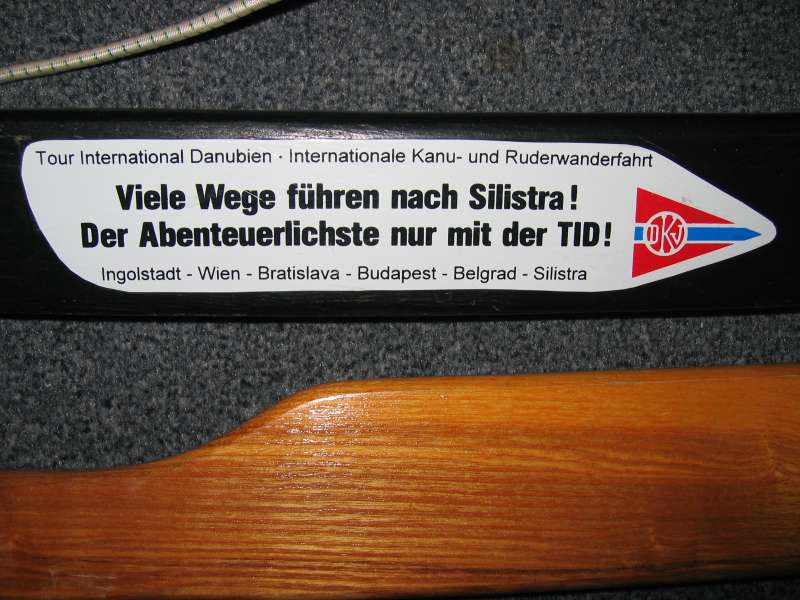 Tour International Danubien · Internationale Kanu- und Ruderwanderfahrt
Viele Wege führen nach Silistra!
Der Abenteuerlichste nur mit der TID!
DKV
Ingolstadt - Wien - Bratislava - Budapest - Belgrad - Silistra